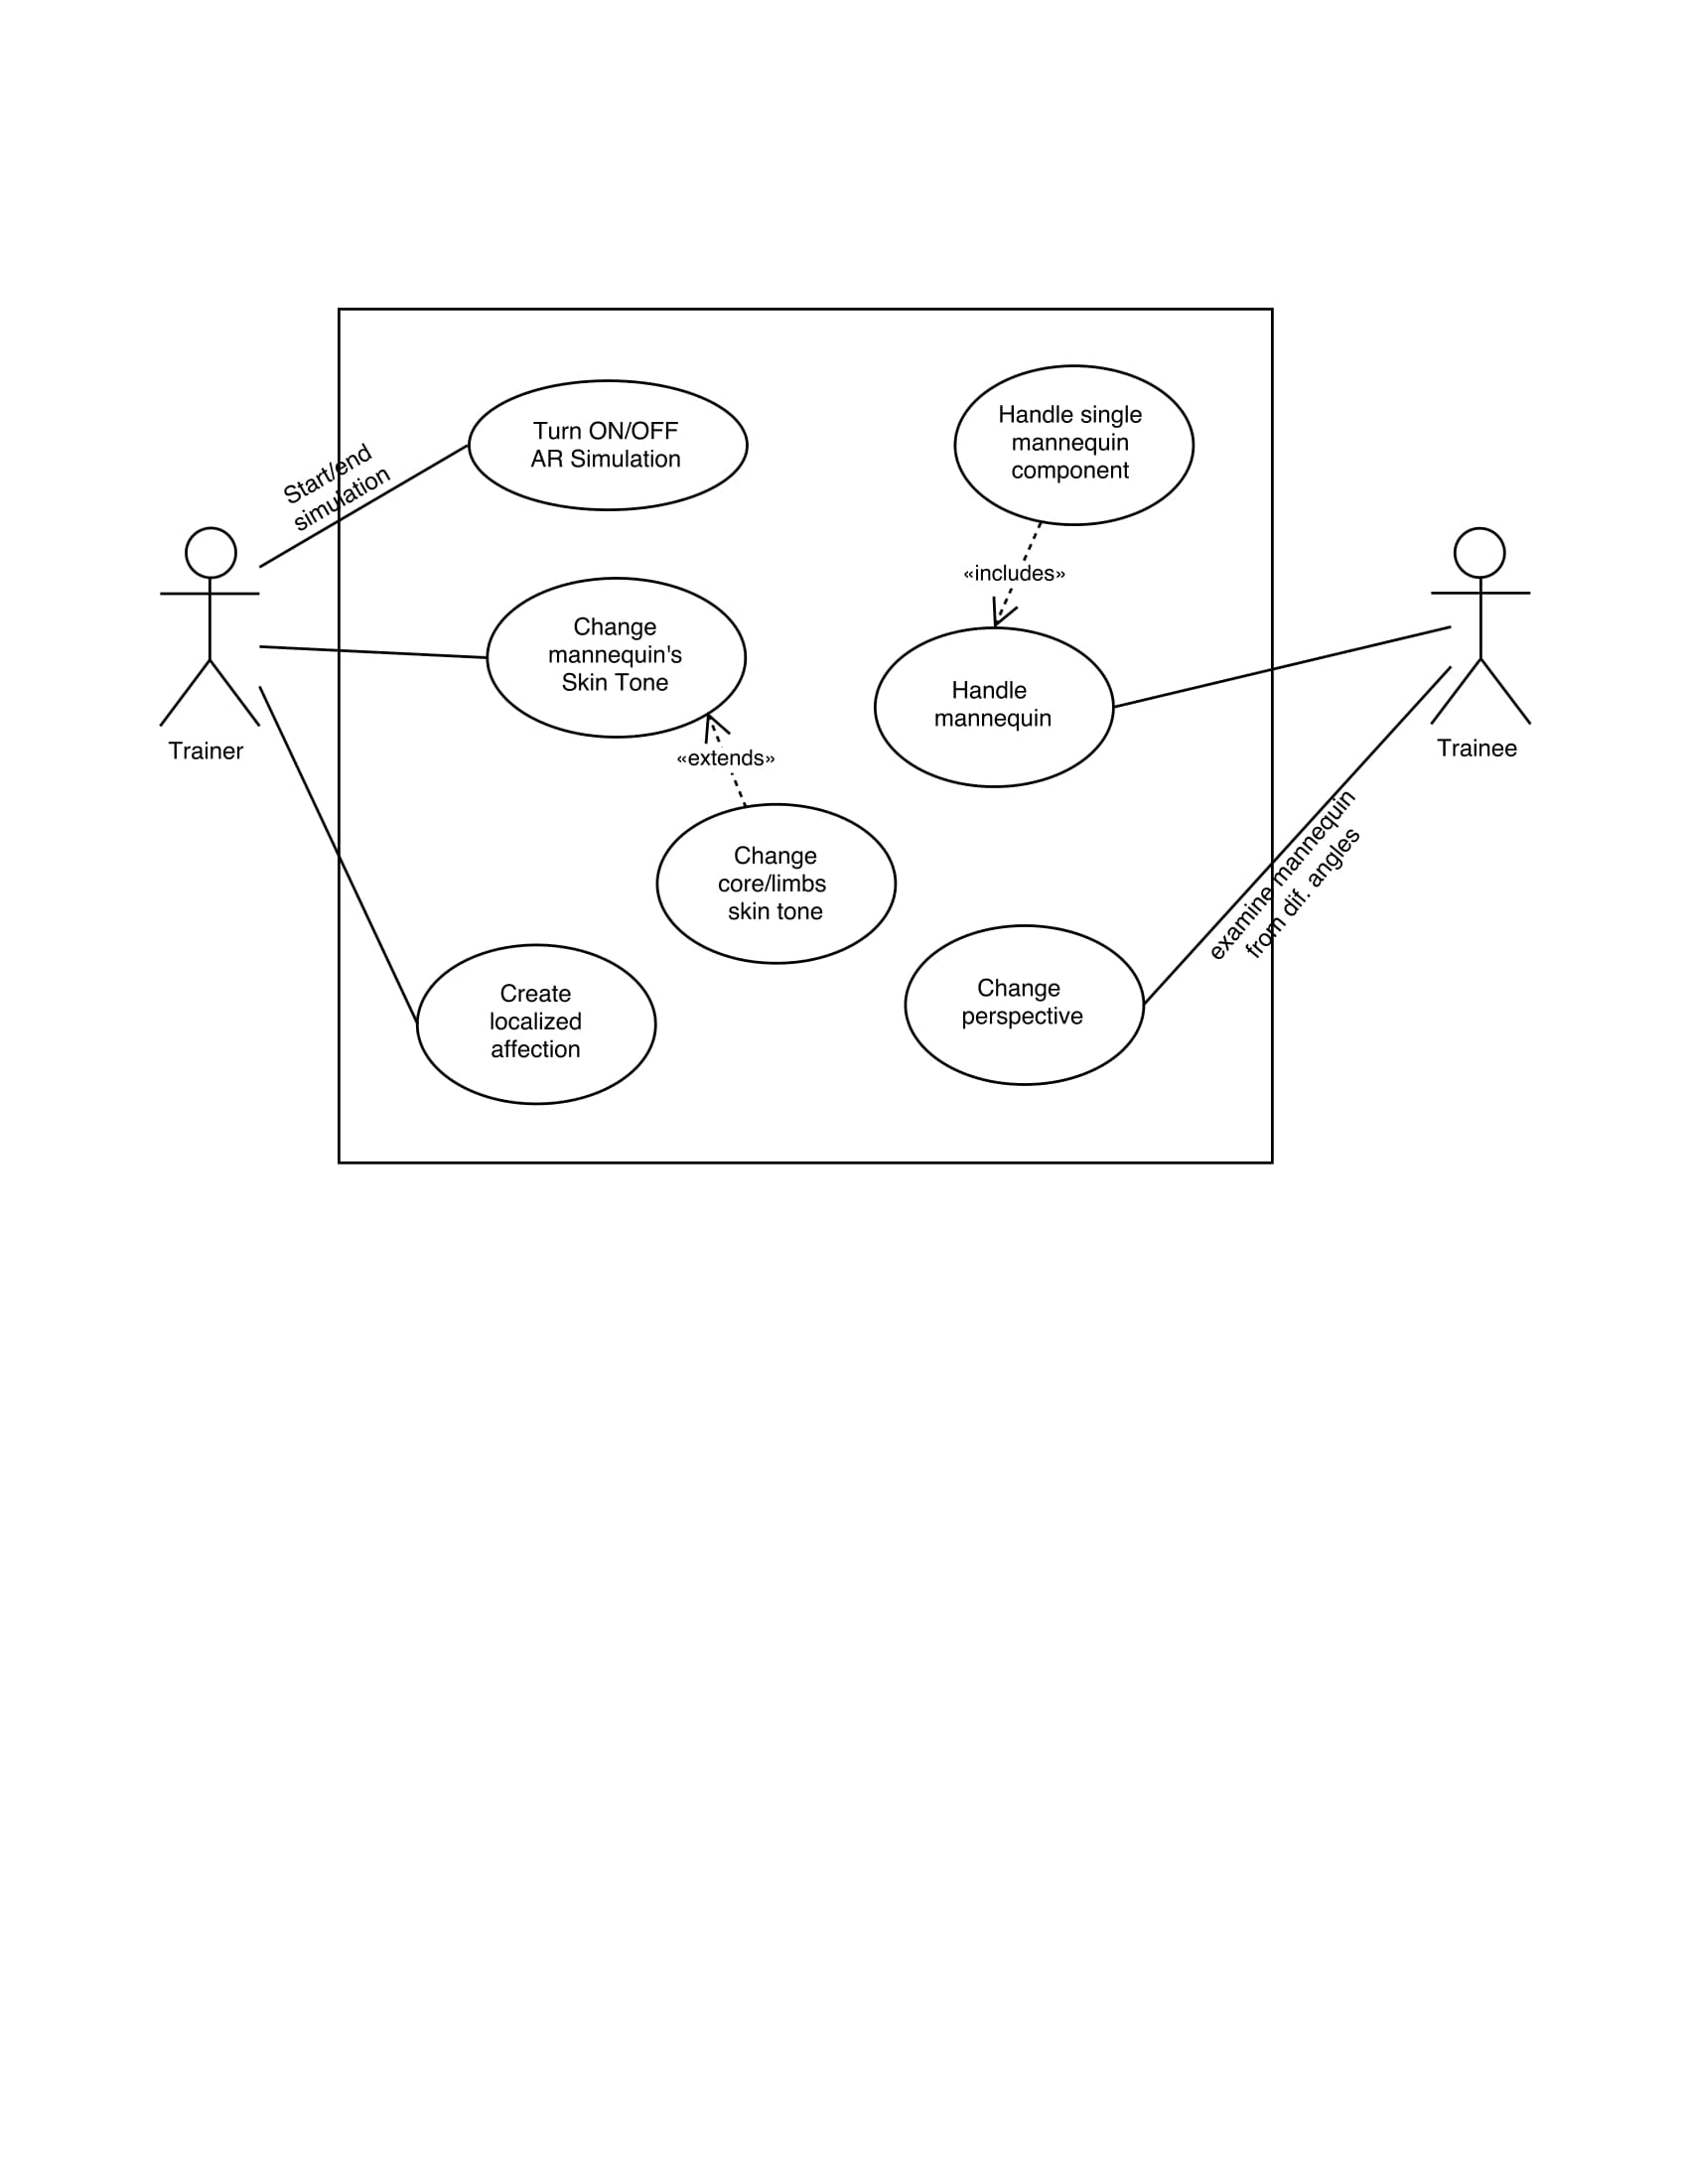 Start/end
simulation
Turn ON/OFF
AR Simulation
Handle single
mannequin
component
«includes»
Change
mannequin's
Skin Tone
Handle
mannequin
Trainer
Trainee
«extends»
Change
core/limbs
skin tone
examine mannequin
from dif. angles
Create
localized
affection
Change
perspective